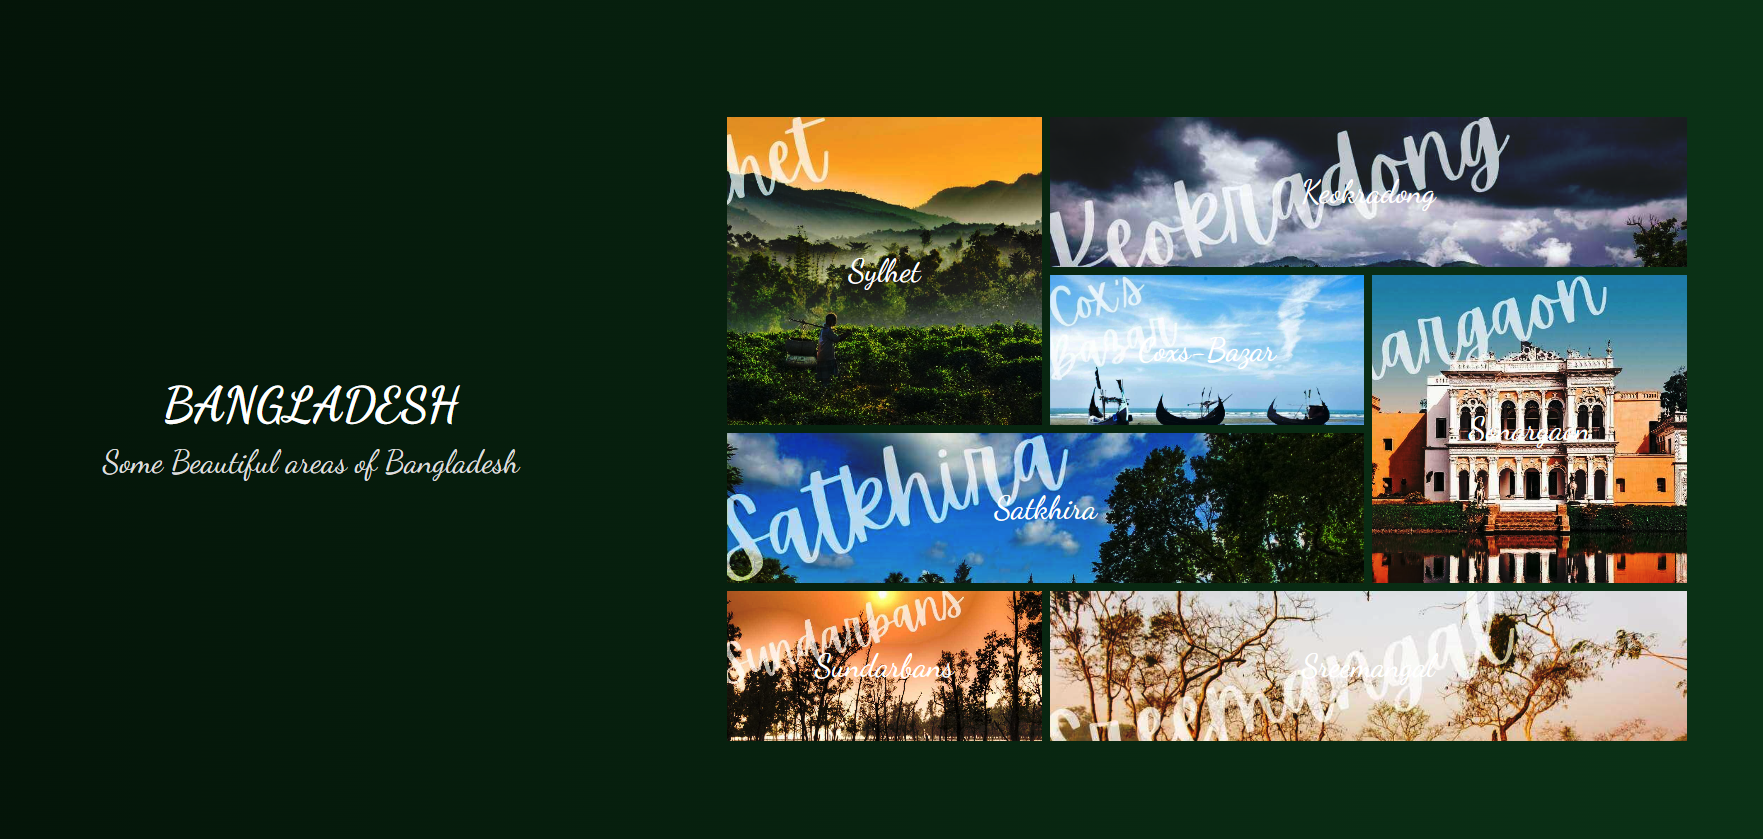 BANGLADESH
Some Beautiful areas of Bangladesh
het
Sylhet
Keokradong
Keokradong
Cox's
bazar
Coxs-Bazar
argaon
Sonargaon
Satkhira
Satkhira
Sundarbans
Sundarbans
Sreemangal
Sreemangal